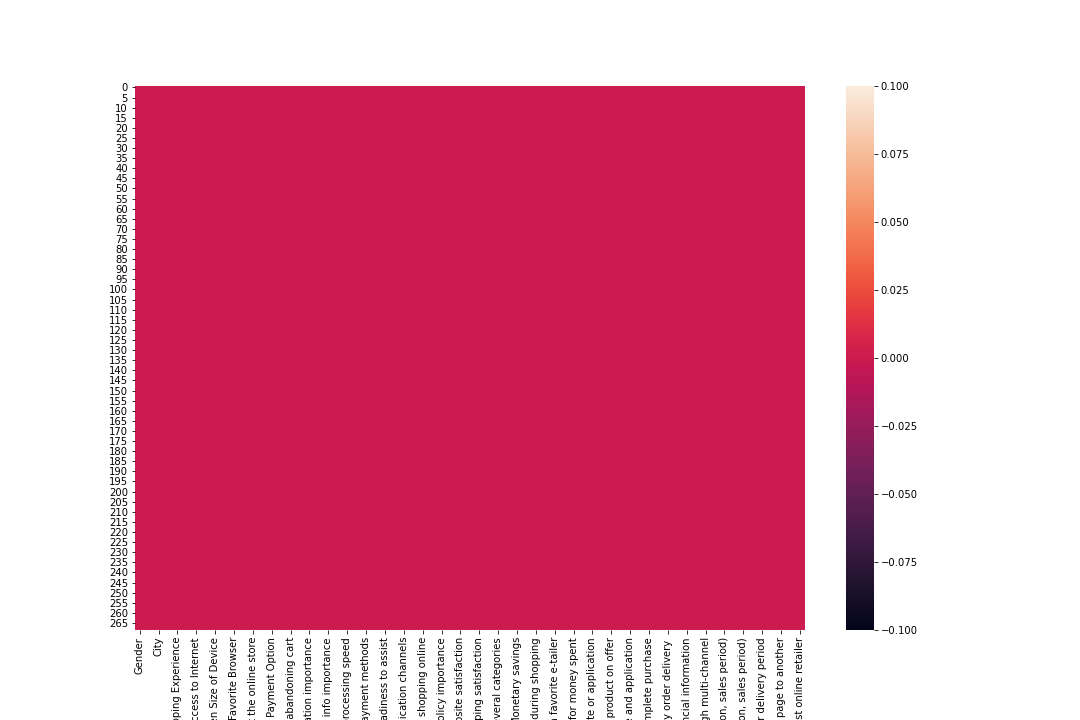 0
5
10
15
20
25
30
35
40
45
50
55
60
65
70
75
80
85
90
95
100
105
110
115
120
125
130
135
140
145
150
155
160
165
170
175
180
185
190
195
200
205
210
215
220
225
230
235
240
245
250
255
260
265
0.100
0.075
0.050
0.025
0.000
−0.025
−0.050
−0.075
−0.100
Gender
City
ping Experience
ccess to Internet
n Size of Device
Favorite Browser
the online store
Payment Option
abandoning cart
ation importance
info importance
rocessing speed
ayment methods
adiness to assist
ication channels
shopping online
olicy importance
osite satisfaction
ping satisfaction
everal categories
Monetary savings
during shopping
favorite e-tailer
for money spent
te or application
product on offer
and application
mplete purchase
y order delivery
ncial information
gh multi-channel
on, sales period)
on, sales period)
r delivery period
page to another
st online retailer